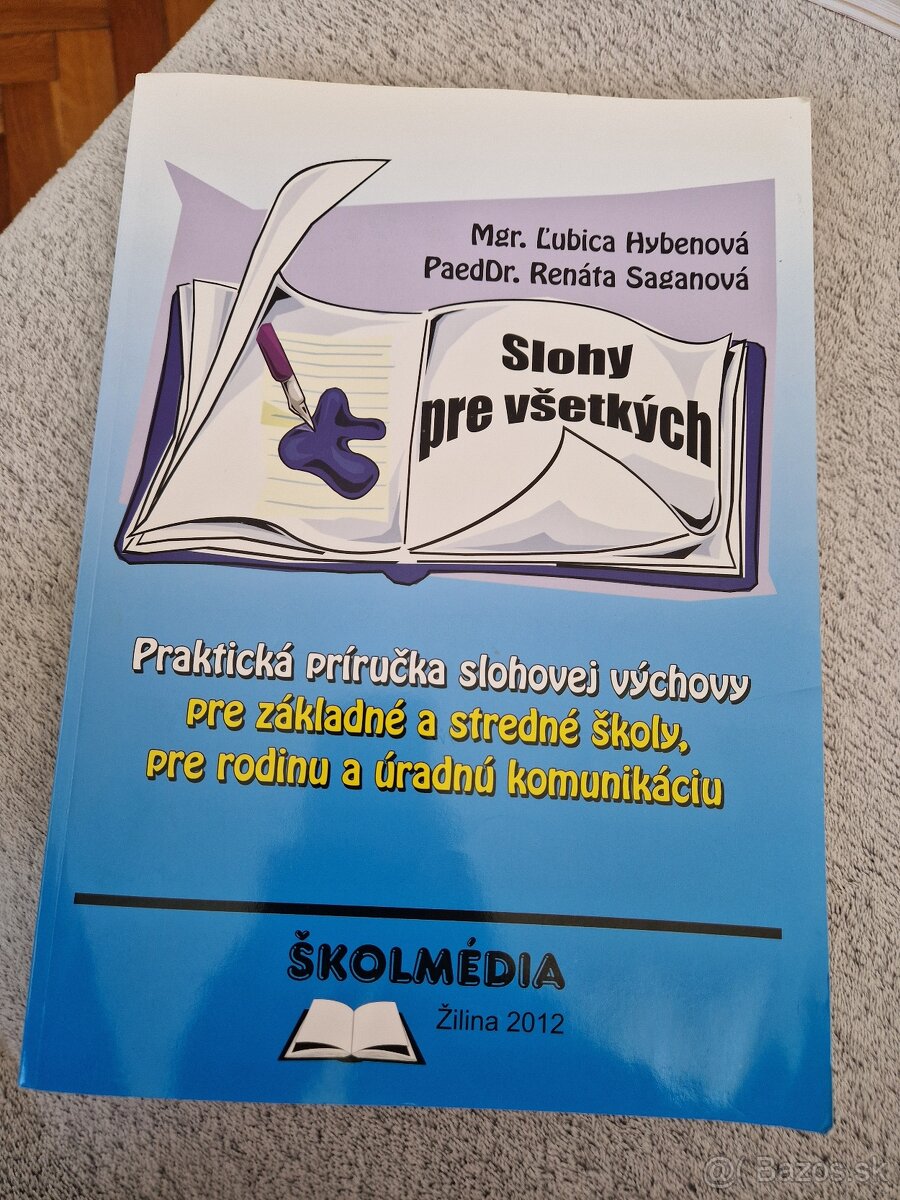 Mgr. Ľubica Hybenová
PaedDr. Renáta Saganová
Slohy
pre všetkých
Praktická príručka slohovej výchovy
pre základné a stredné školy,
pre rodinu a úradnú komunikáciu
ŠKOLMÉDIA
Žilina 2012
@ Bazos.sk